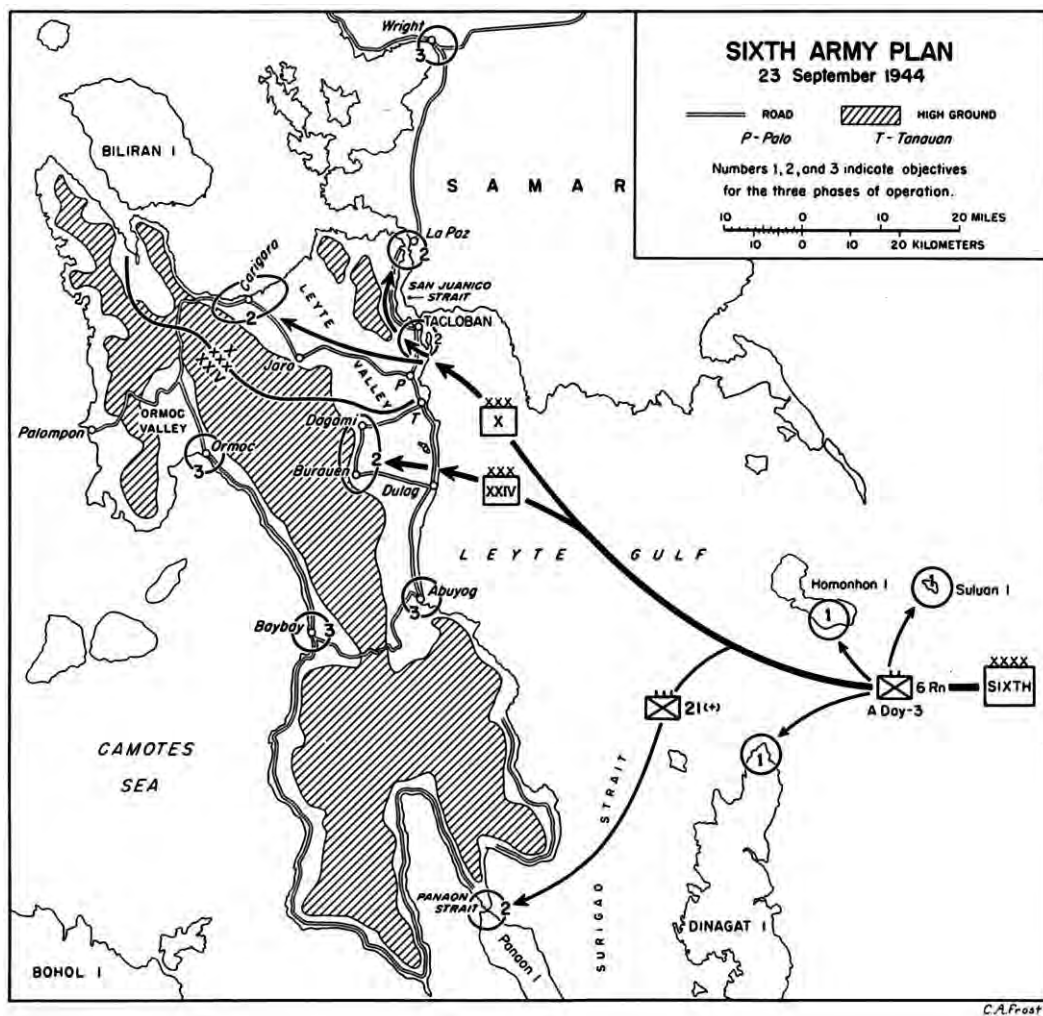 SIXTH ARMY PLAN
23 September 1944
ROAD
HIGH GROUND
P - Palo
T - Tanauan
Numbers 1, 2, and 3 indicate objectives
for the three phases of operation.
10 0 10 20 MILES
10 0 10 20 KILOMETERS
Wright
3
BILIRAN I
SAMAR
La Paz
2
SAN JUANICO
STRAIT
Carigara
2
LEYTE
VALLEY
TACLOBAN
2
Jaro
P
X
XXX
XXIV
XXX
X
Dagami
T
ORMOC
VALLEY
Palompon
Ormoc
3
Burauen
2
Dulag
XXX
XXIV
LEYTE GULF
Homonhon I
1
Suluan I
Abuyog
3
Baybay
3
6 Rn
A Day-3
XXXX
SIXTH
21(+)
1
CAMOTES
SEA
SURIGAO STRAIT
PANAON
STRAIT
2
Panaon I
DINAGAT I
BOHOL I
C.A.Frost